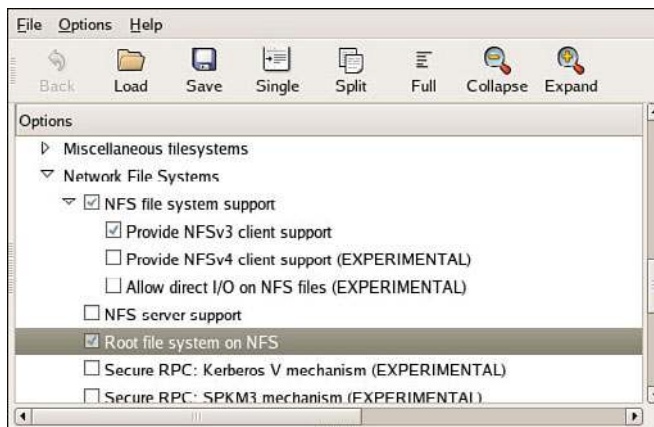 File Options Help
Back Load Save Single Split Full Collapse Expand
Options
Miscellaneous filesystems
Network File Systems
NFS file system support
Provide NFSv3 client support
Provide NFSv4 client support (EXPERIMENTAL)
Allow direct I/O on NFS files (EXPERIMENTAL)
NFS server support
Root file system on NFS
Secure RPC: Kerberos V mechanism (EXPERIMENTAL)
Secure RPC: SPKM3 mechanism (EXPERIMENTAL)